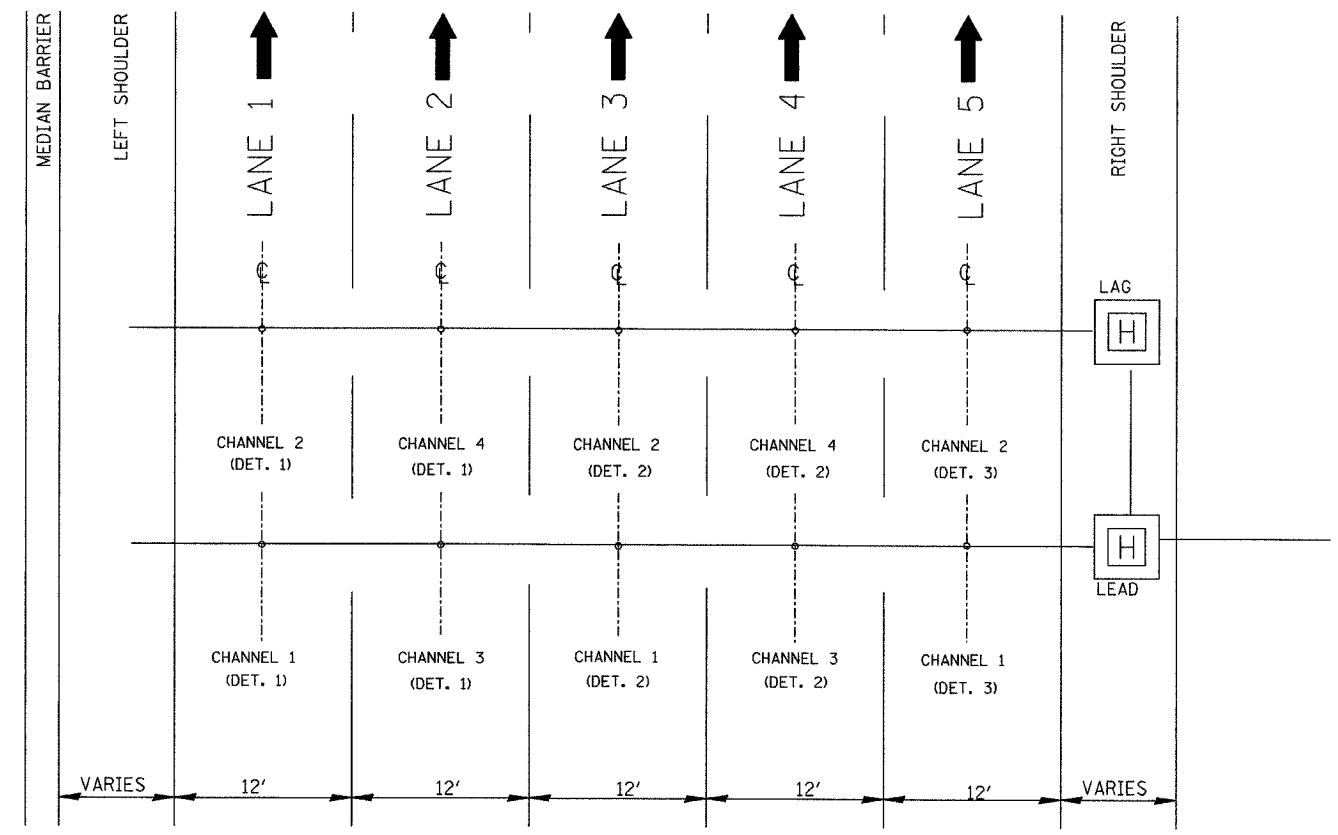 MEDIAN BARRIER
LEFT SHOULDER
LANE 1
LANE 2
LANE 3
LANE 4
LANE 5
RIGHT SHOULDER
℄
℄
℄
℄
℄
LAG
H
CHANNEL 2
(DET. 1)
CHANNEL 4
(DET. 1)
CHANNEL 2
(DET. 2)
CHANNEL 4
(DET. 2)
CHANNEL 2
(DET. 3)
H
LEAD
CHANNEL 1
(DET. 1)
CHANNEL 3
(DET. 1)
CHANNEL 1
(DET. 2)
CHANNEL 3
(DET. 2)
CHANNEL 1
(DET. 3)
VARIES
12'
12'
12'
12'
12'
VARIES